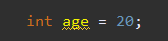 int age = 20;